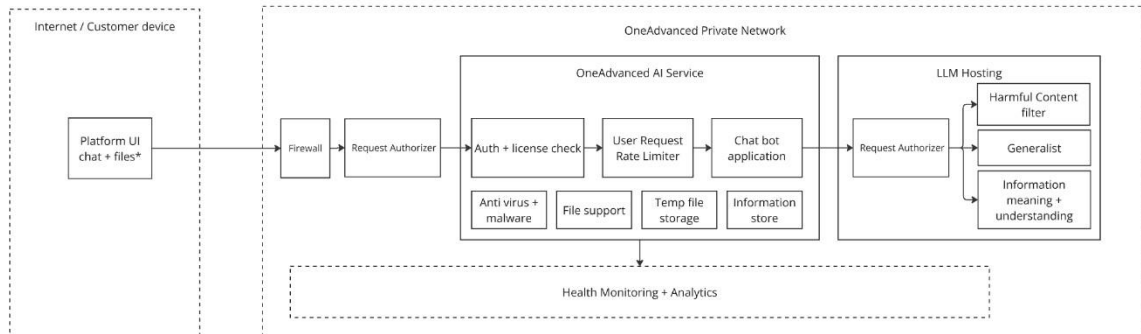 Internet / Customer device
OneAdvanced Private Network
OneAdvanced AI Service
LLM Hosting
Platform UI
chat + files*
Firewall
Request Authorizer
Auth + license check
User Request
Rate Limiter
Chat bot
application
Request Authorizer
Harmful Content
filter
Generalist
Information
meaning +
understanding
Anti virus +
malware
File support
Temp file
storage
Information
store
Health Monitoring + Analytics